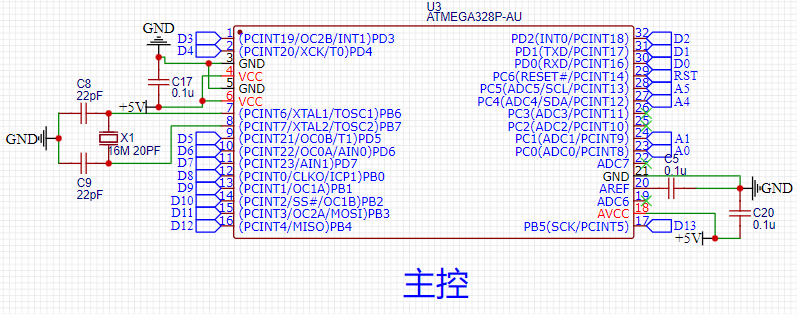 U3
ATMEGA328P-AU
GND
D3 1 (PCINT19/OC2B/INT1)PD3
D4 2 (PCINT20/XCK/T0)PD4
3 GND
4 VCC
5 GND
6 VCC
7 (PCINT6/XTAL1/TOSC1)PB6
8 (PCINT7/XTAL2/TOSC2)PB7
D5 9 (PCINT21/OC0B/T1)PD5
D6 10 (PCINT22/OC0A/AIN0)PD6
D7 11 (PCINT23/AIN1)PD7
D8 12 (PCINT0/CLKO/ICP1)PB0
D9 13 (PCINT1/OC1A)PB1
D10 14 (PCINT2/SS#/OC1B)PB2
D11 15 (PCINT3/OC2A/MOSI)PB3
D12 16 (PCINT4/MISO)PB4
C17
0.1u
+5V
C8
22pF
GND
X1
16M 20PF
C9
22pF
PD2(INT0/PCINT18) 32 D2
PD1(TXD/PCINT17) 31 D1
PD0(RXD/PCINT16) 30 D0
PC6(RESET#/PCINT14) 29 RST
PC5(ADC5/SCL/PCINT13) 28 A5
PC4(ADC4/SDA/PCINT12) 27 A4
PC3(ADC3/PCINT11) 26
PC2(ADC2/PCINT10) 25
PC1(ADC1/PCINT9) 24 A1
PC0(ADC0/PCINT8) 23 A0
ADC7 22
GND 21
AREF 20
ADC6 19
AVCC 18
PB5(SCK/PCINT5) 17 D13
C5
0.1u
GND
C20
0.1u
+5V
主控